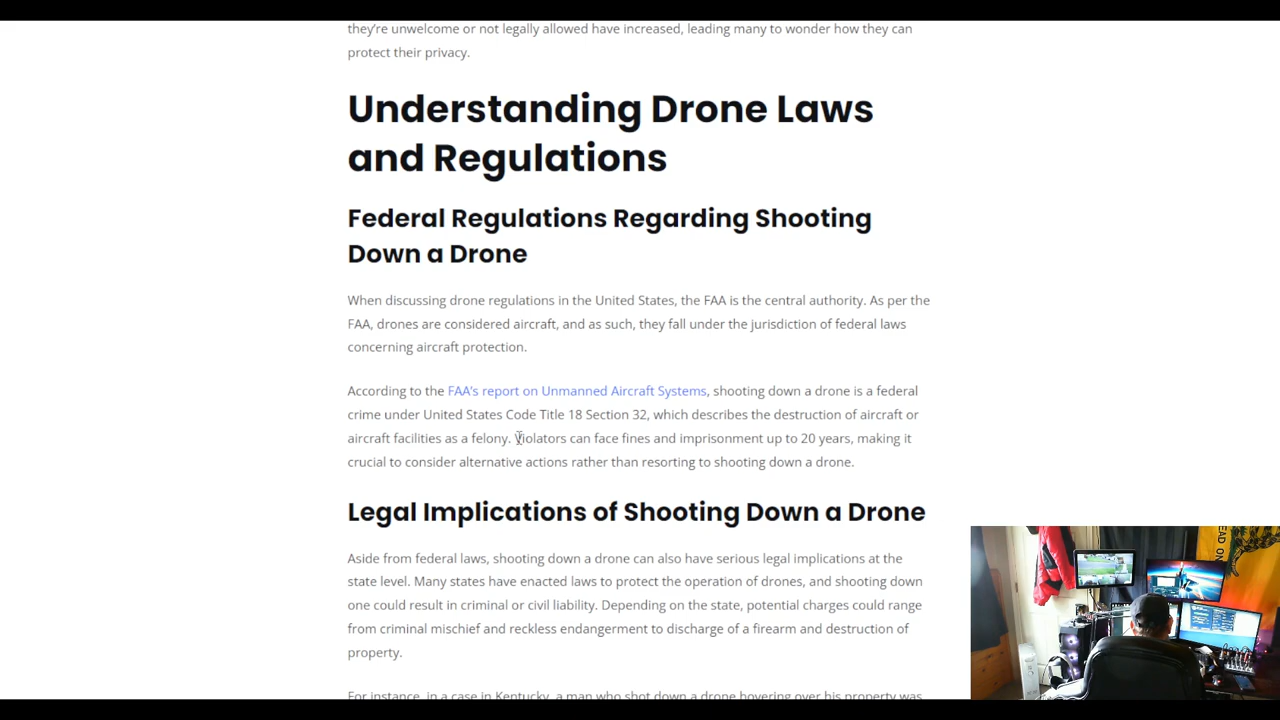 they're unwelcome or not legally allowed have increased, leading many to wonder how they can
protect their privacy.
Understanding Drone Laws
and Regulations
Federal Regulations Regarding Shooting
Down a Drone
When discussing drone regulations in the United States, the FAA is the central authority. As per the
FAA, drones are considered aircraft, and as such, they fall under the jurisdiction of federal laws
concerning aircraft protection.
According to the FAA's report on Unmanned Aircraft Systems, shooting down a drone is a federal
crime under United States Code Title 18 Section 32, which describes the destruction of aircraft or
aircraft facilities as a felony. Violators can face fines and imprisonment up to 20 years, making it
crucial to consider alternative actions rather than resorting to shooting down a drone.
Legal Implications of Shooting Down a Drone
Aside from federal laws, shooting down a drone can also have serious legal implications at the
state level. Many states have enacted laws to protect the operation of drones, and shooting down
one could result in criminal or civil liability. Depending on the state, potential charges could range
from criminal mischief and reckless endangerment to discharge of a firearm and destruction of
property.
For instance, in a case in Kentucky, a man who shot down a drone hovering over his property was
EAD ON